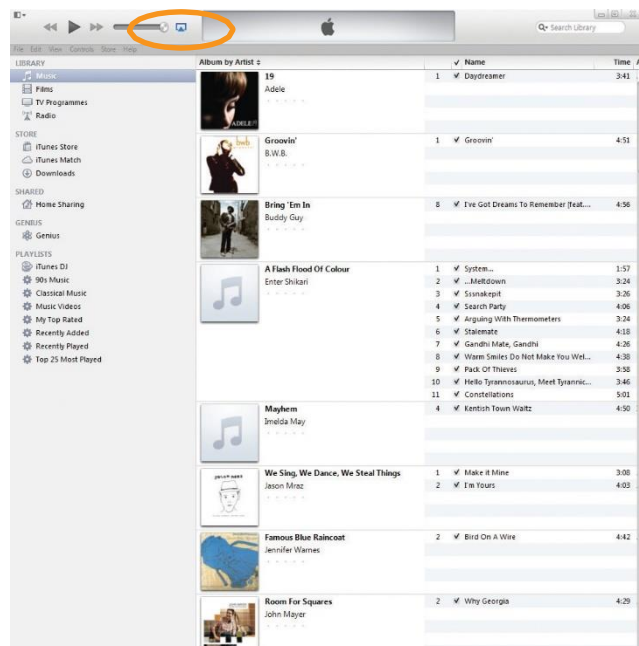 Search Library
File Edit View Controls Store Help
LIBRARY
Music
Films
TV Programmes
Radio
STORE
iTunes Store
iTunes Match
Downloads
SHARED
Home Sharing
GENIUS
Genius
PLAYLISTS
iTunes DJ
90s Music
Classical Music
Music Videos
My Top Rated
Recently Added
Recently Played
Top 25 Most Played
Album by Artist Name Time
19 1 Daydreamer 3:41
Adele
ADELE 19
Groovin' 1 Groovin' 4:51
B.W.B.
bwb
Bring 'Em In 8 I've Got Dreams To Remember [feat.... 4:56
Buddy Guy
A Flash Flood Of Colour 1 System... 1:57
Enter Shikari 2 ...Meltdown 3:24
3 Sssnakepit 3:26
4 Search Party 4:06
5 Arguing With Thermometers 3:24
6 Stalemate 4:18
7 Gandhi Mate, Gandhi 4:26
8 Warm Smiles Do Not Make You Wel... 4:38
9 Pack Of Thieves 3:58
10 Hello Tyrannosaurus, Meet Tyrannic... 3:46
11 Constellations 5:01
Mayhem 4 Kentish Town Waltz 4:50
Imelda May
We Sing, We Dance, We Steal Things 1 Make it Mine 3:08
Jason Mraz 2 I'm Yours 4:03
Famous Blue Raincoat 2 Bird On A Wire 4:42
Jennifer Warnes
Room For Squares 2 Why Georgia 4:29
John Mayer